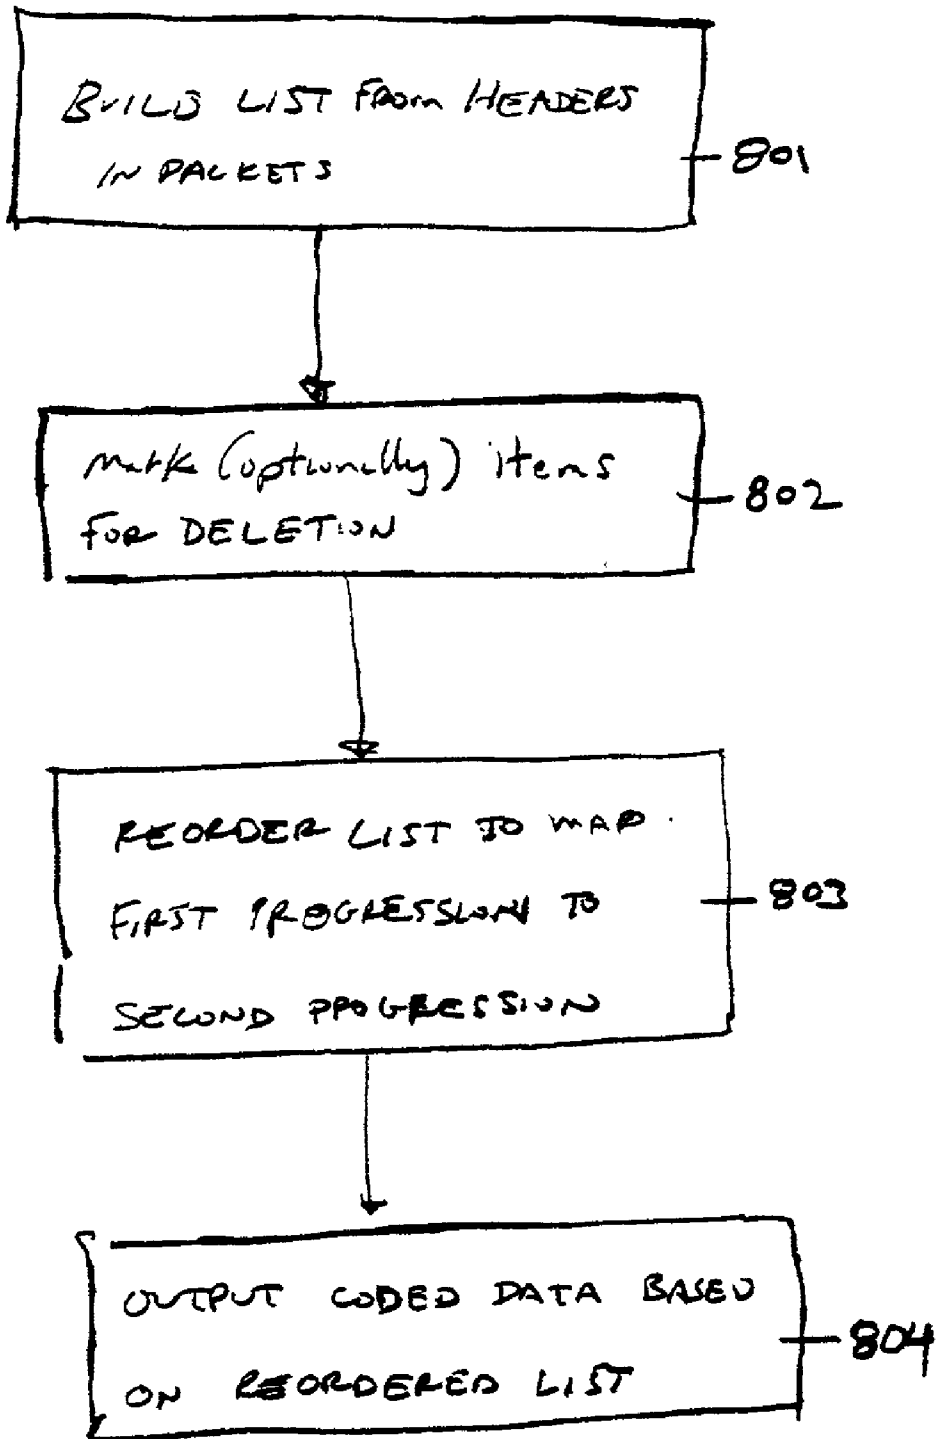 BUILD LIST FROM HEADERS
IN PACKETS
801
Mark (optionally) items
FOR DELETION
802
REORDER LIST TO MAP
FIRST PROGRESSION TO
SECOND PROGRESSION
803
OUTPUT CODED DATA BASED
ON REORDERED LIST
804